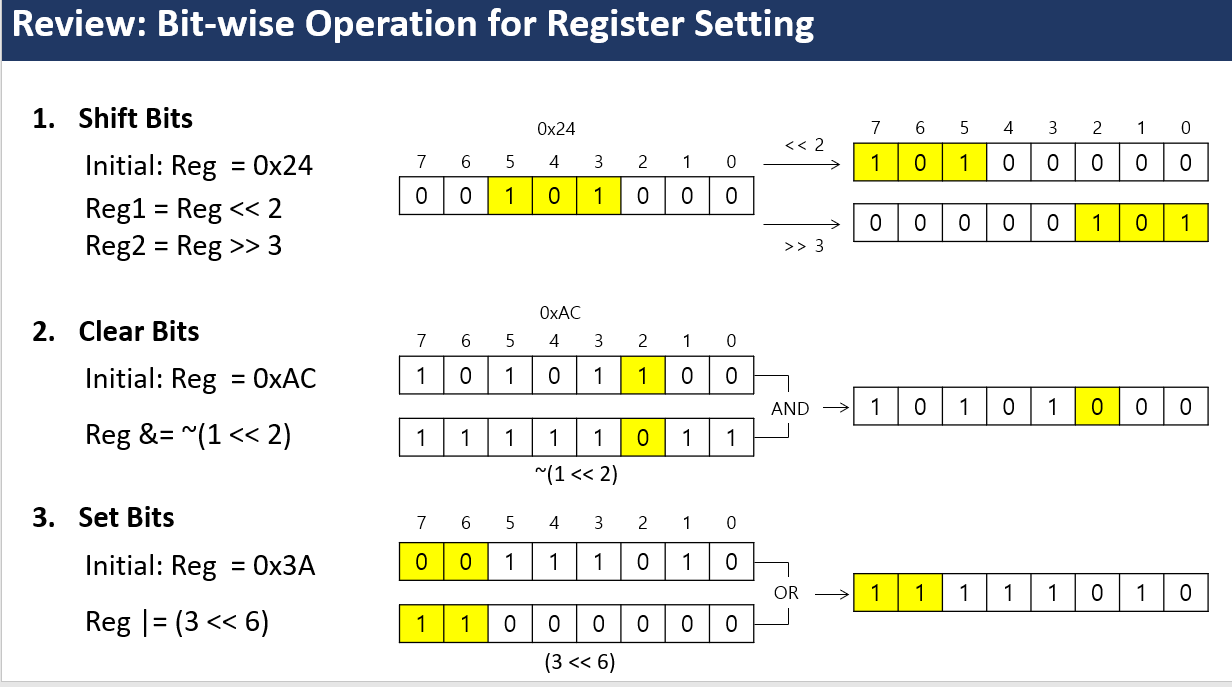 Review: Bit-wise Operation for Register Setting
1. Shift Bits
Initial: Reg = 0x24
Reg1 = Reg << 2
Reg2 = Reg >> 3
0x24
7 6 5 4 3 2 1 0
0 0 1 0 1 0 0 0
<< 2
>> 3
7 6 5 4 3 2 1 0
1 0 1 0 0 0 0 0
0 0 0 0 0 1 0 1
2. Clear Bits
Initial: Reg = 0xAC
Reg &= ~(1 << 2)
0xAC
7 6 5 4 3 2 1 0
1 0 1 0 1 1 0 0
1 1 1 1 1 0 1 1
~(1 << 2)
AND
1 0 1 0 1 0 0 0
3. Set Bits
Initial: Reg = 0x3A
Reg |= (3 << 6)
7 6 5 4 3 2 1 0
0 0 1 1 1 0 1 0
1 1 0 0 0 0 0 0
(3 << 6)
OR
1 1 1 1 1 0 1 0